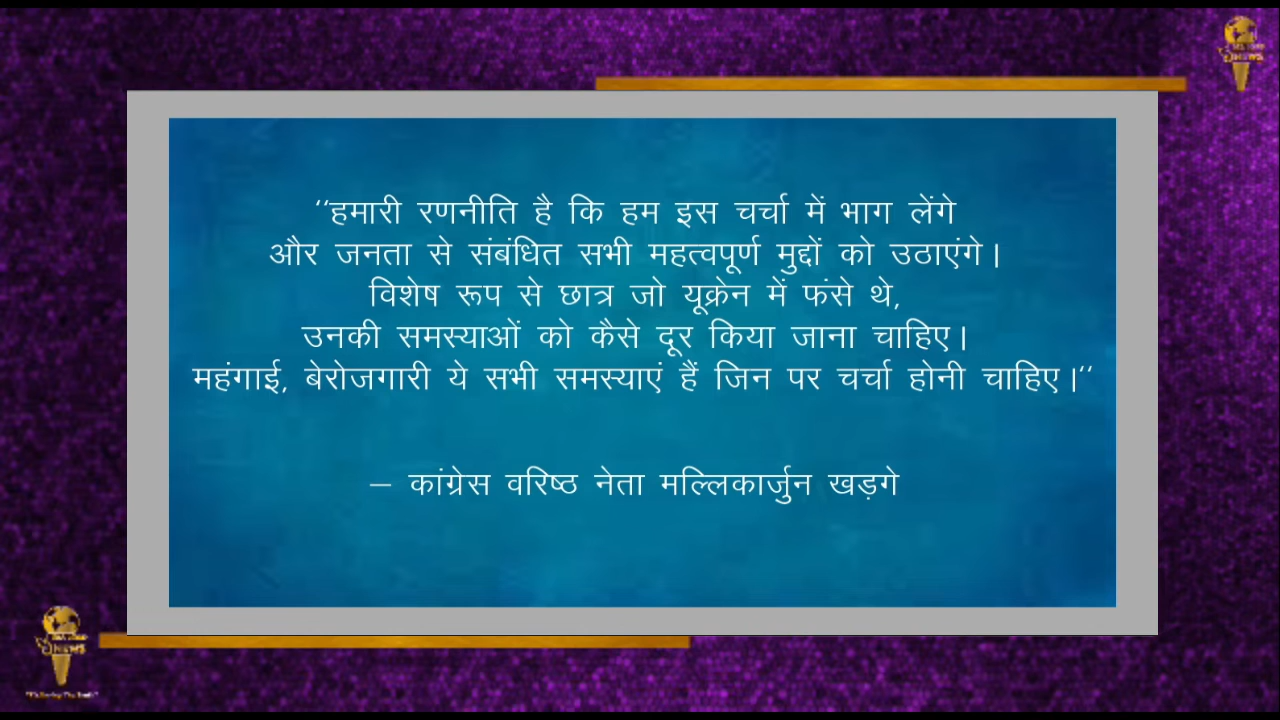 ‘‘हमारी रणनीति है कि हम इस चर्चा में भाग लेंगे
और जनता से संबंधित सभी महत्वपूर्ण मुद्दों को उठाएंगे।
विशेष रूप से छात्र जो यूक्रेन में फंसे थे,
उनकी समस्याओं को कैसे दूर किया जाना चाहिए।
महंगाई, बेरोजगारी ये सभी समस्याएं हैं जिन पर चर्चा होनी चाहिए।‘‘
– कांग्रेस वरिष्ठ नेता मल्लिकार्जुन खड़गे